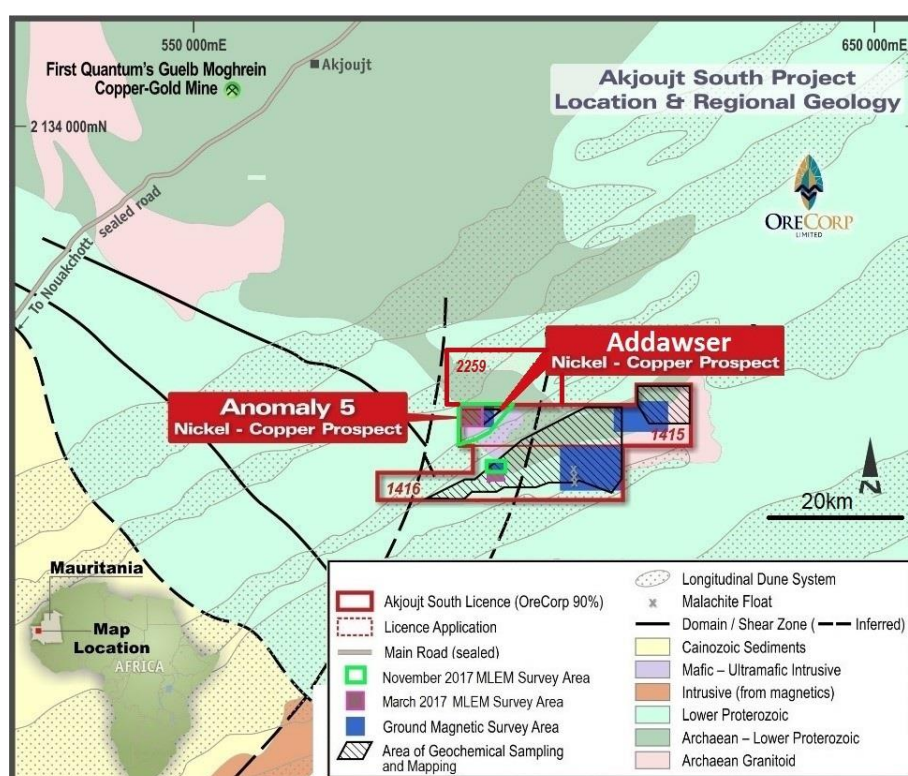 550 000mE
650 000mE
First Quantum's Guelb Moghrein
Copper-Gold Mine
Akjoujt
Akjoujt South Project
Location & Regional Geology
2 134 000mN
ORECORP
LIMITED
To Nouakchott sealed road
2259
Addawser
Nickel - Copper Prospect
Anomaly 5
Nickel - Copper Prospect
1415
1416
N
20km
Mauritania
Map
Location
AFRICA
Akjoujt South Licence (OreCorp 90%)
Licence Application
Main Road (sealed)
November 2017 MLEM Survey Area
March 2017 MLEM Survey Area
Ground Magnetic Survey Area
Area of Geochemical Sampling
and Mapping
Longitudinal Dune System
Malachite Float
Domain / Shear Zone ( Inferred)
Cainozoic Sediments
Mafic – Ultramafic Intrusive
Intrusive (from magnetics)
Lower Proterozoic
Archaean – Lower Proterozoic
Archaean Granitoid